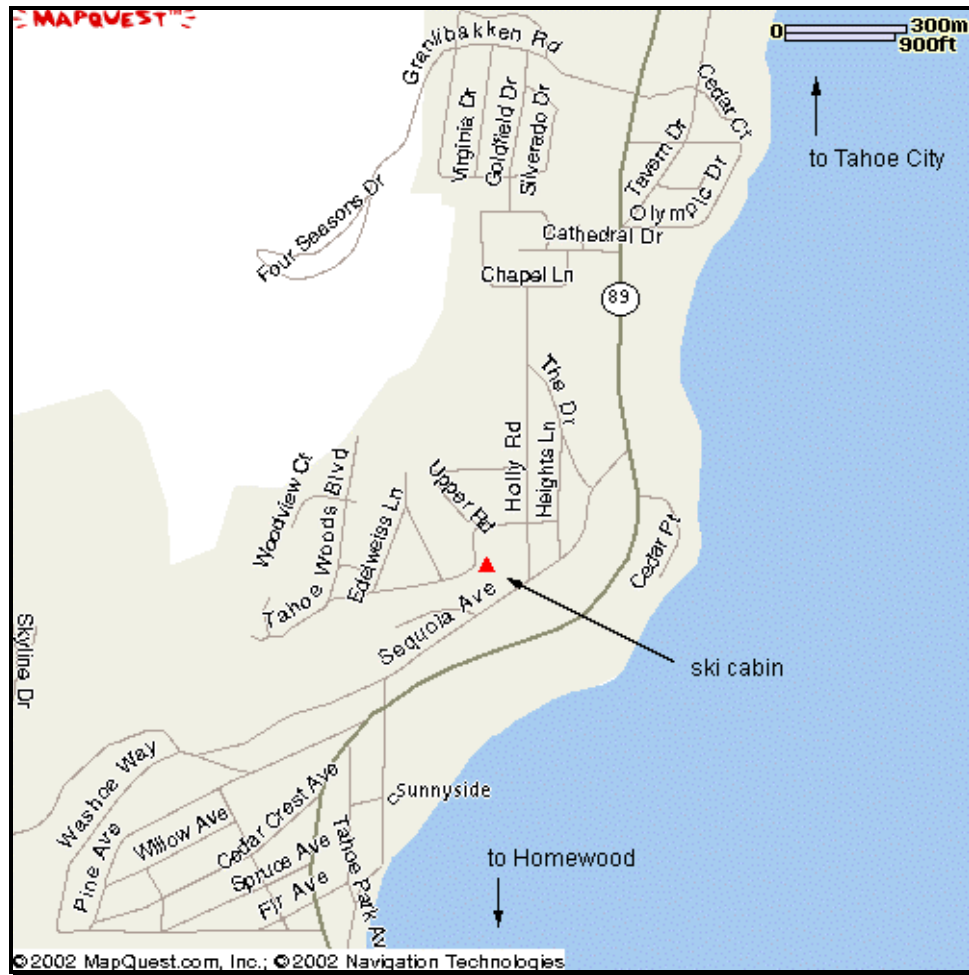 MAPQUEST™
0 300m
900ft
Granlibakken Rd
Cedar Ct
to Tahoe City
Virginia Dr
Goldfield Dr
Silverado Dr
Tavern Dr
Olympic Dr
Four Seasons Dr
Cathedral Dr
Chapel Ln
89
The Dr
Holly Rd
Heights Ln
Upper Rd
Woodview Ct
Tahoe Woods Blvd
Edelweiss Ln
Cedar Pt
Sequoia Ave
Skyline Dr
ski cabin
Washoe Way
Sunnyside
Pine Ave
Willow Ave
Cedar Crest Ave
Spruce Ave
Fir Ave
Tahoe Park Av
to Homewood
©2002 MapQuest.com, Inc.; ©2002 Navigation Technologies